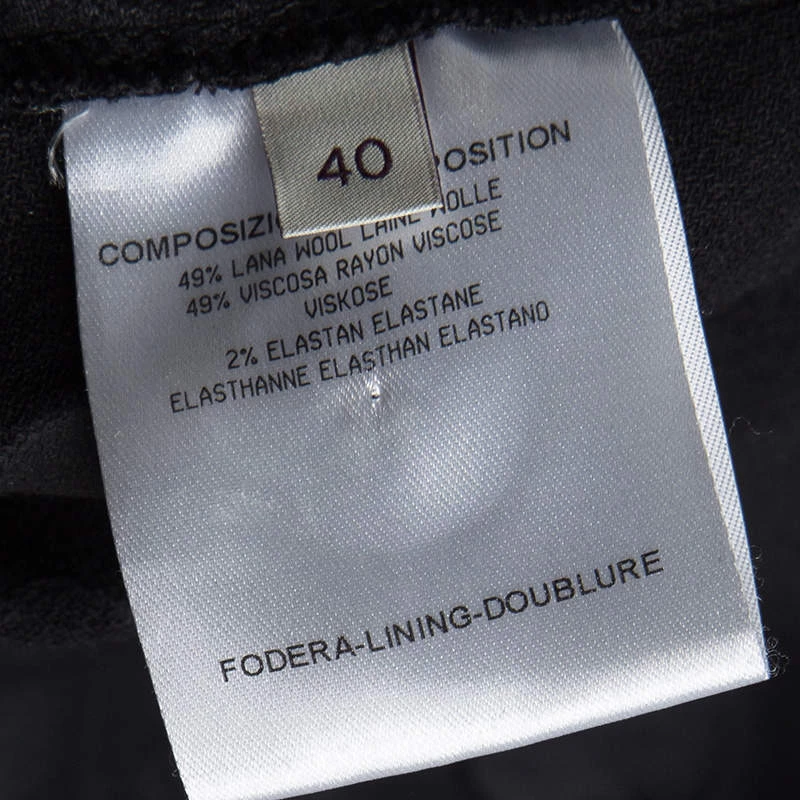 40
COMPOSIZI POSITION
49% LANA WOOL LAINE WOLLE
49% VISCOSA RAYON VISCOSE
VISKOSE
2% ELASTAN ELASTANE
ELASTHANNE ELASTHAN ELASTANO
FODERA-LINING-DOUBLURE